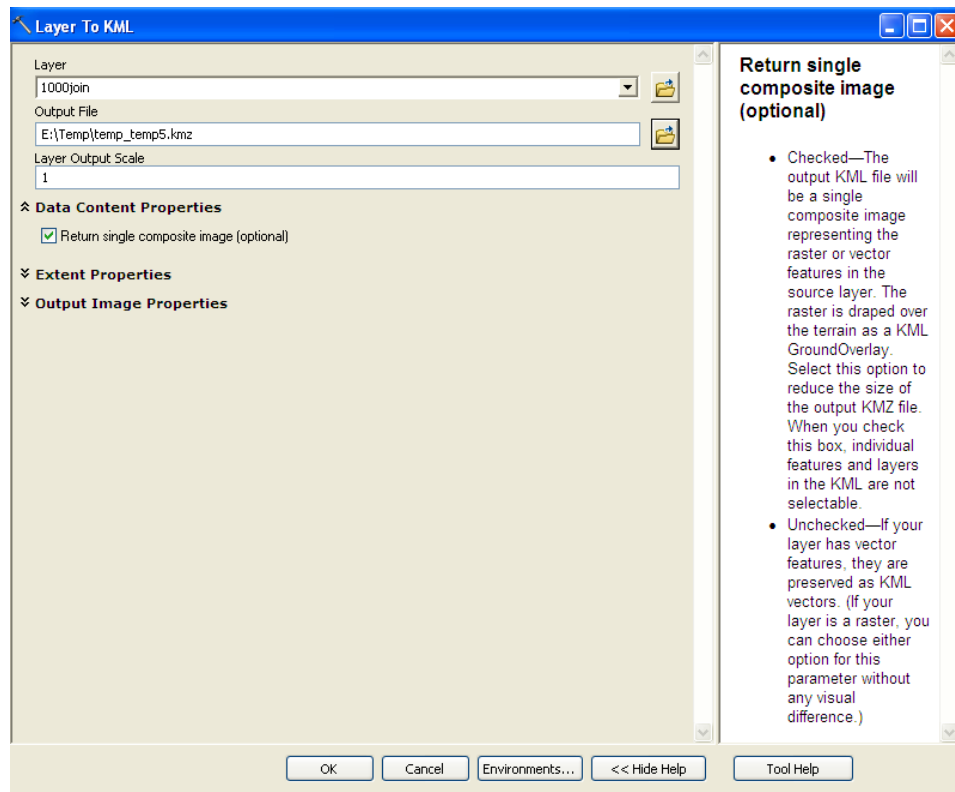 Layer To KML
Layer
1000join
Output File
E:\Temp\temp_temp5.kmz
Layer Output Scale
1
Data Content Properties
Return single composite image (optional)
Extent Properties
Output Image Properties
Return single
composite image
(optional)
• Checked—The
output KML file will
be a single
composite image
representing the
raster or vector
features in the
source layer. The
raster is draped over
the terrain as a KML
GroundOverlay.
Select this option to
reduce the size of
the output KMZ file.
When you check
this box, individual
features and layers
in the KML are not
selectable.
• Unchecked—If your
layer has vector
features, they are
preserved as KML
vectors. (If your
layer is a raster, you
can choose either
option for this
parameter without
any visual
difference.)
OK
Cancel
Environments...
<< Hide Help
Tool Help